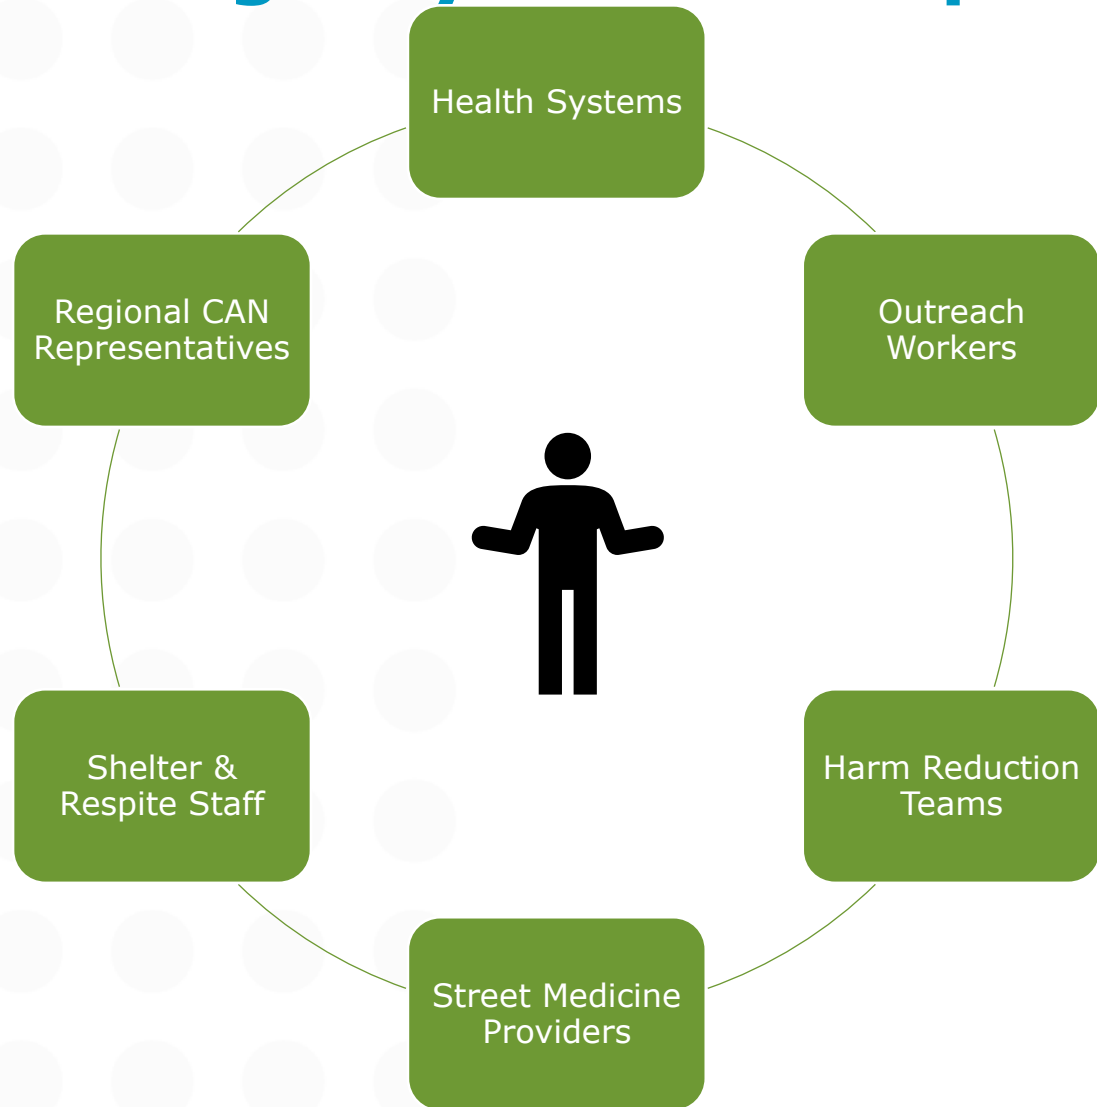 Health Systems
Outreach
Workers
Harm Reduction
Teams
Street Medicine
Providers
Shelter &
Respite Staff
Regional CAN
Representatives